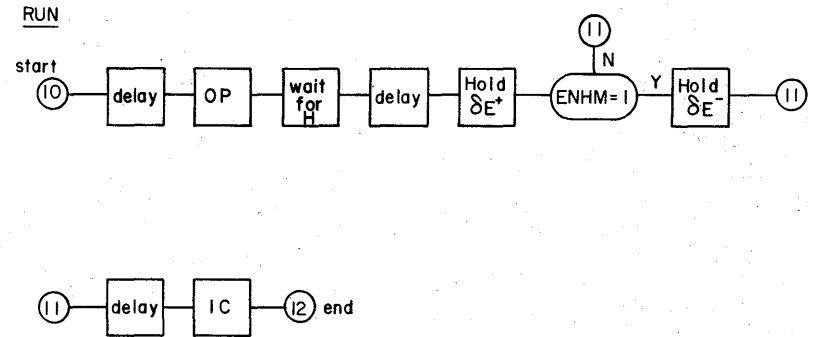 RUN
start
10
delay
OP
wait
for
H
delay
Hold
δE⁺
ENHM=1
N
11
Y
Hold
δE⁻
11
11
delay
IC
12 end